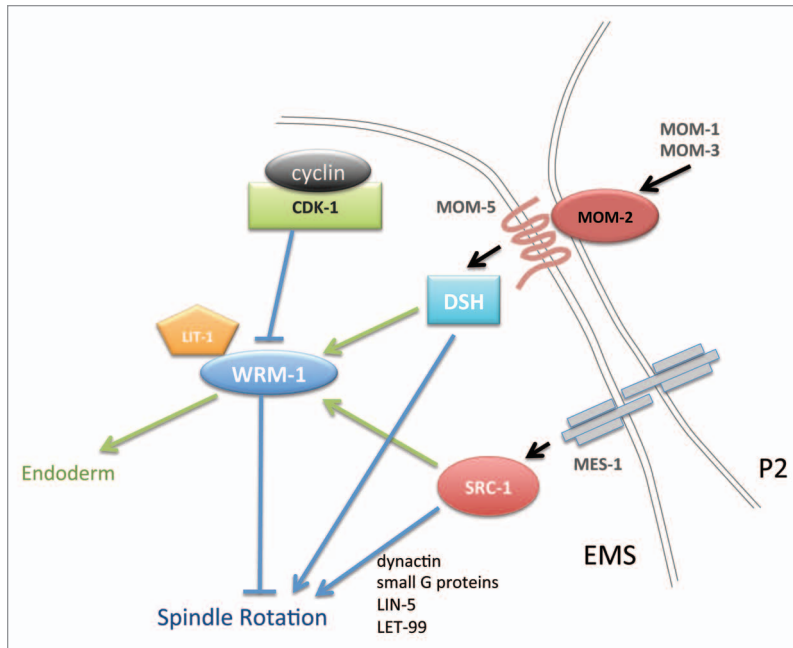 MOM-1
MOM-3
cyclin
CDK-1
MOM-5
MOM-2
DSH
LIT-1
WRM-1
Endoderm
MES-1
P2
SRC-1
EMS
dynactin
small G proteins
LIN-5
LET-99
Spindle Rotation